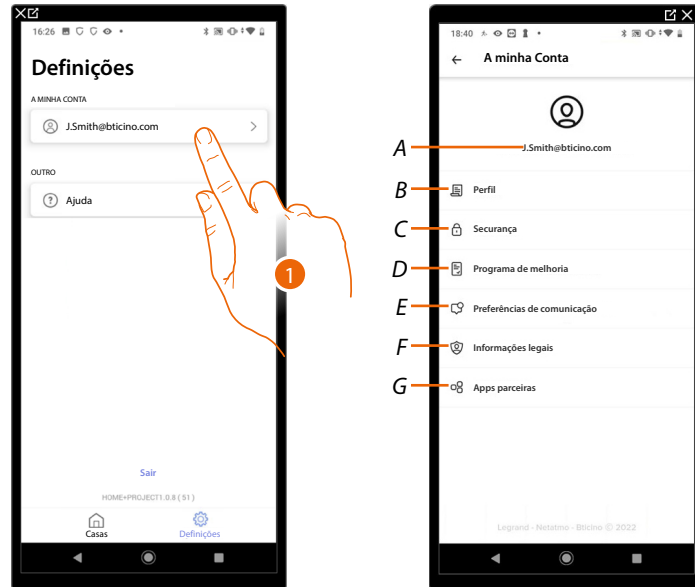 16:26
Definições
A MINHA CONTA
J.Smith@bticino.com
OUTRO
Ajuda
1
Sair
HOME+PROJECT1.0.8 ( 51 )
Casas
Definições
18:40
A minha Conta
A
J.Smith@bticino.com
B
Perfil
C
Segurança
D
Programa de melhoria
E
Preferências de comunicação
F
Informações legais
G
Apps parceiras
Legrand - Netatmo - Bticino © 2022